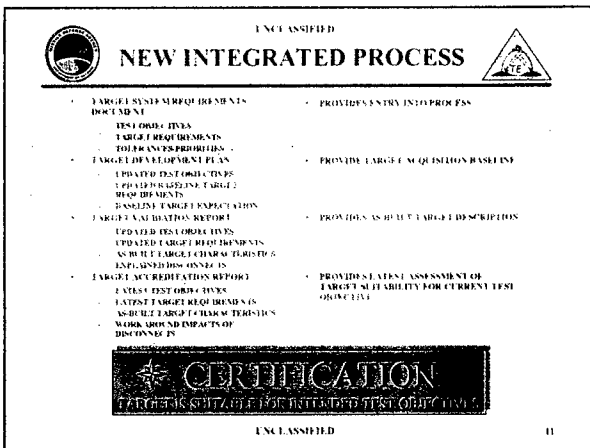 UNCLASSIFIED
NEW INTEGRATED PROCESS
TE
• TARGET SYSTEM REQUIREMENTS DOCUMENT
- TEST OBJECTIVES
- TARGET REQUIREMENTS
- TOLERANCES/PRIORITIES
• PROVIDES ENTRY INTO PROCESS
• TARGET DEVELOPMENT PLAN
- UPDATED TEST OBJECTIVES
- UPDATED BASELINE TARGET
REQUIREMENTS
- BASELINE TARGET EXPECTATION
• PROVIDE TARGET ACQUISITION BASELINE
• TARGET VALIDATION REPORT
- UPDATED TEST OBJECTIVES
- UPDATED TARGET REQUIREMENTS
- AS-BUILT TARGET CHARACTERISTICS
- EXPLAINED DISCONNECTS
• PROVIDES AS-BUILT TARGET DESCRIPTION
• TARGET ACCREDITATION REPORT
- LATEST TEST OBJECTIVES
- LATEST TARGET REQUIREMENTS
- AS-BUILT TARGET CHARACTERISTICS
- WORK AROUND IMPACTS OF
DISCONNECTS
• PROVIDES LATEST ASSESSMENT OF
TARGET SUITABILITY FOR CURRENT TEST
OBJECTIVE
CERTIFICATION
TARGET IS SUITABLE FOR INTENDED TEST OBJECTIVES
UNCLASSIFIED
11